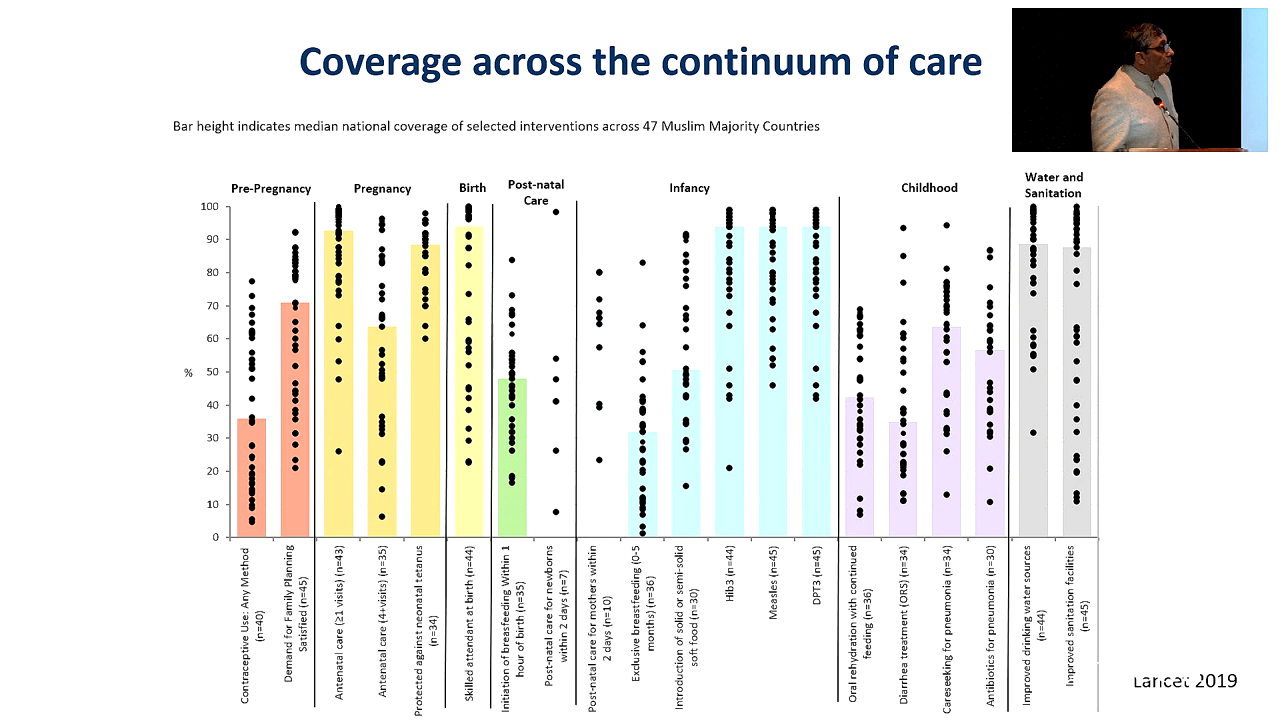 Coverage across the continuum of care
Bar height indicates median national coverage of selected interventions across 47 Muslim Majority Countries
Pre-Pregnancy
Pregnancy
Birth
Post-natal
Care
Infancy
Childhood
Water and
Sanitation
100
90
80
70
60
50
40
30
20
10
0
%
Contraceptive Use: Any Method
(n=40)
Demand for Family Planning
Satisfied (n=45)
Antenatal care (≥1 visits) (n=43)
Antenatal care (4+visits) (n=35)
Protected against neonatal tetanus
(n=34)
Skilled attendant at birth (n=44)
Initiation of breasfeeding Within 1
hour of birth (n=35)
Post-natal care for newborns
within 2 days (n=7)
Post-natal care for mothers within
2 days (n=10)
Exclusive breastfeeding (0-5
months) (n=36)
Introduction of solid or semi-solid
soft food (n=30)
Hib3 (n=44)
Measles (n=45)
DPT3 (n=45)
Oral rehydration with continued
feeding (n=36)
Diarrhea treatment (ORS) (n=34)
Careseeking for pneumonia (n=34)
Antibiotics for pneumonia (n=30)
Improved drinking water sources
(n=44)
Improved sanitation facilities
(n=45)
Lancet 2019